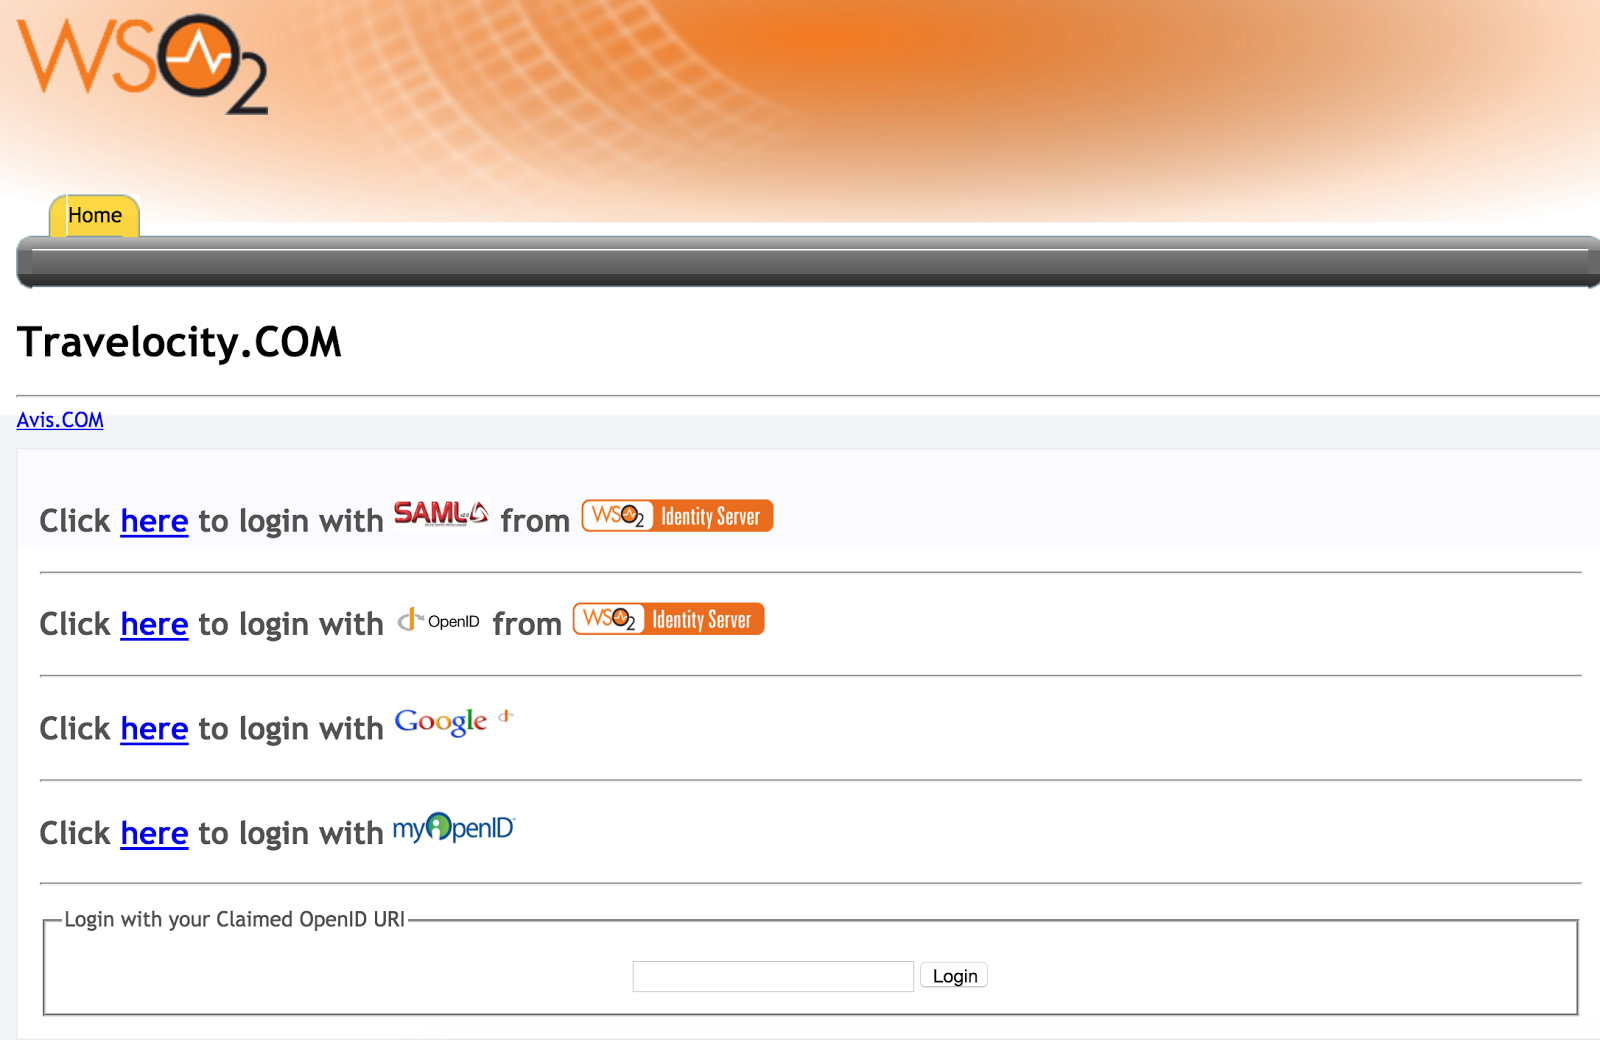 WSO2
Home
Travelocity.COM
Avis.COM
Click here to login with SAML from WSO2 Identity Server
Click here to login with OpenID from WSO2 Identity Server
Click here to login with Google
Click here to login with myOpenID
Login with your Claimed OpenID URI
Login